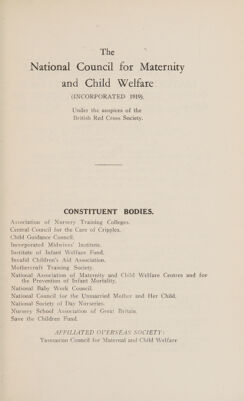 The
National Council for Maternity
and Child Welfare
(INCORPORATED 1919).
Under the auspices of the
British Red Cross Society.
CONSTITUENT BODIES.
Association of Nursery Training Colleges.
Central Council for the Care of Cripples.
Child Guidance Council.
Incorporated Midwives' Institute.
Institute of Infant Welfare Fund.
Invalid Children's Aid Association.
Mothercraft Training Society.
National Association of Maternity and Child Welfare Centres and for
the Prevention of Infant Mortality.
National Baby Week Council.
National Council for the Unmarried Mother and Her Child.
National Society of Day Nurseries.
Nursery School Association of Great Britain.
Save the Children Fund.
AFFILIATED OVERSEAS SOCIETY:
Tasmanian Council for Maternal and Child Welfare